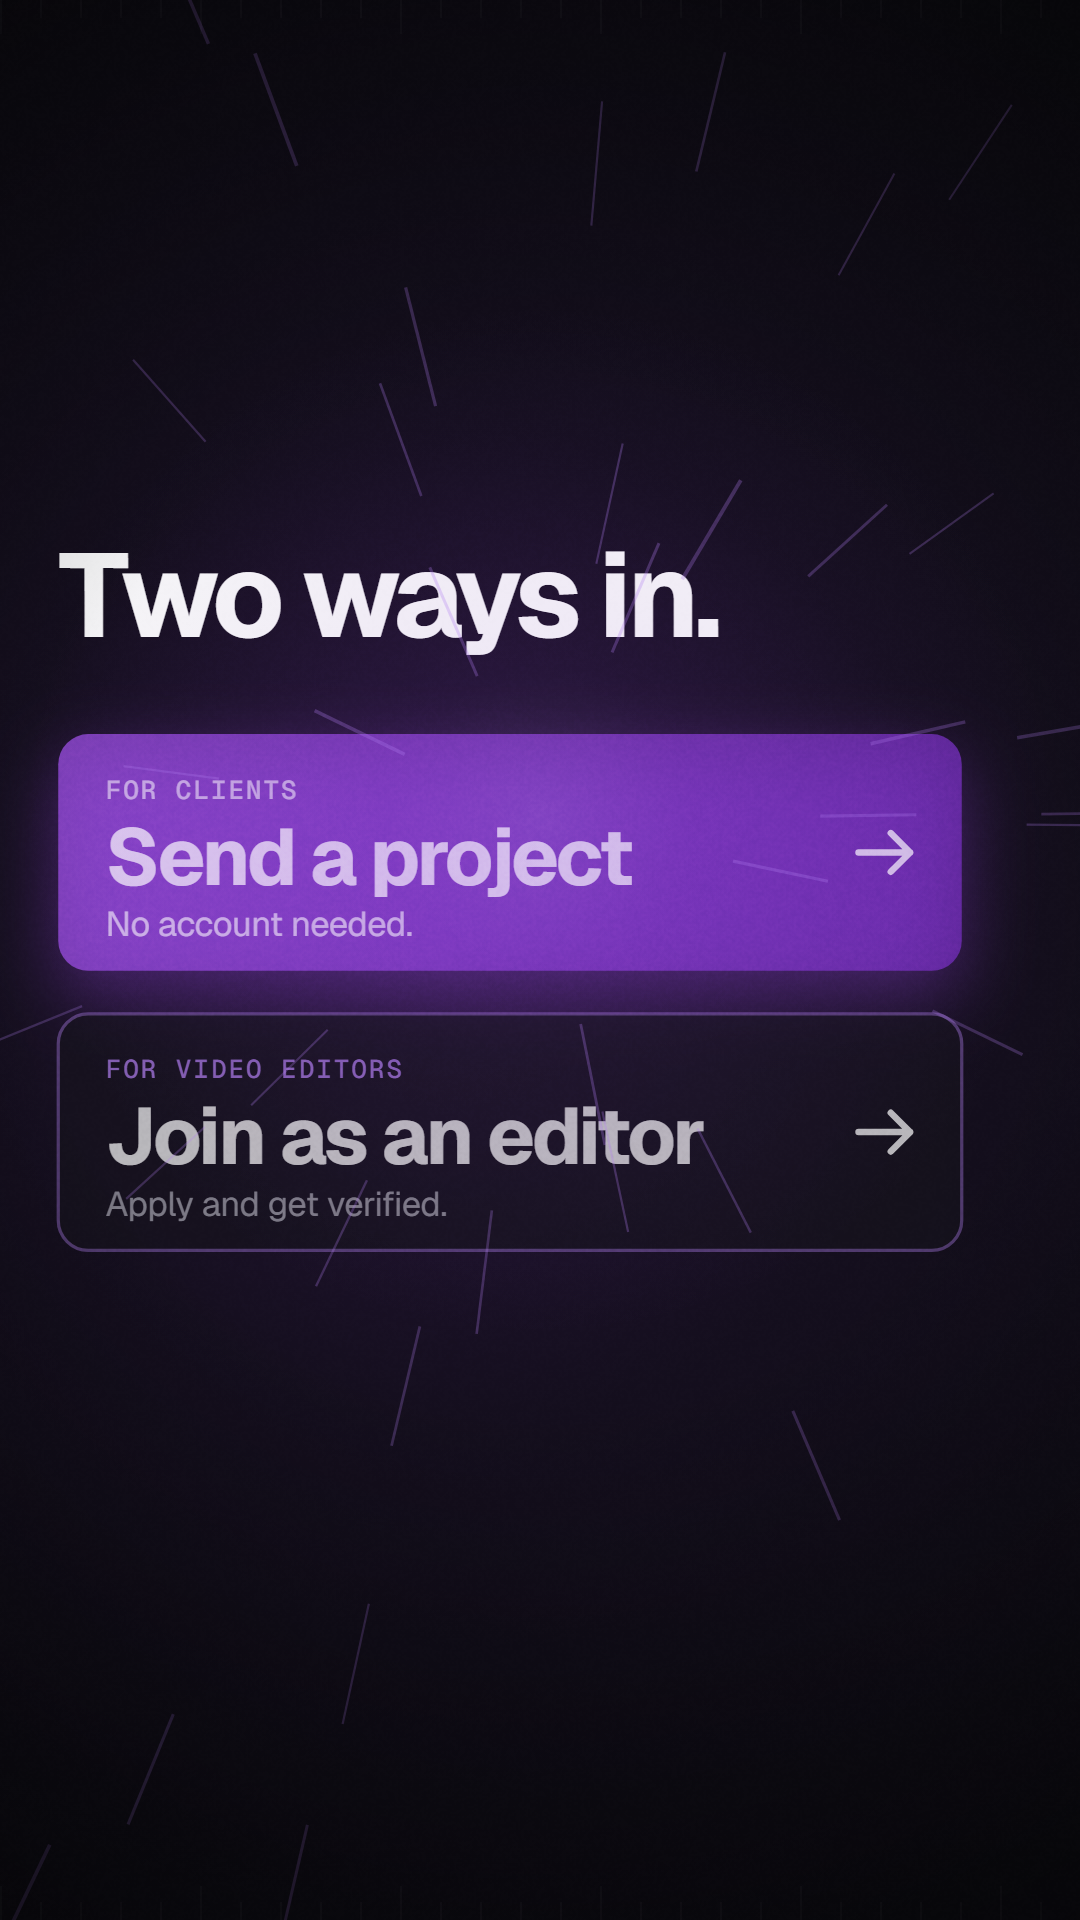 Two ways in.
FOR CLIENTS
Send a project
No account needed.
FOR VIDEO EDITORS
Join as an editor
Apply and get verified.